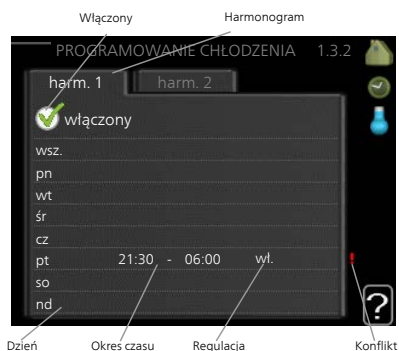 Włączony Harmonogram
PROGRAMOWANIE CHŁODZENIA 1.3.2
harm. 1 harm. 2
włączony
wsz.
pn
wt
śr
cz
pt 21:30 - 06:00 wł. !
so
nd
?
Dzień Okres czasu Regulacja Konflikt